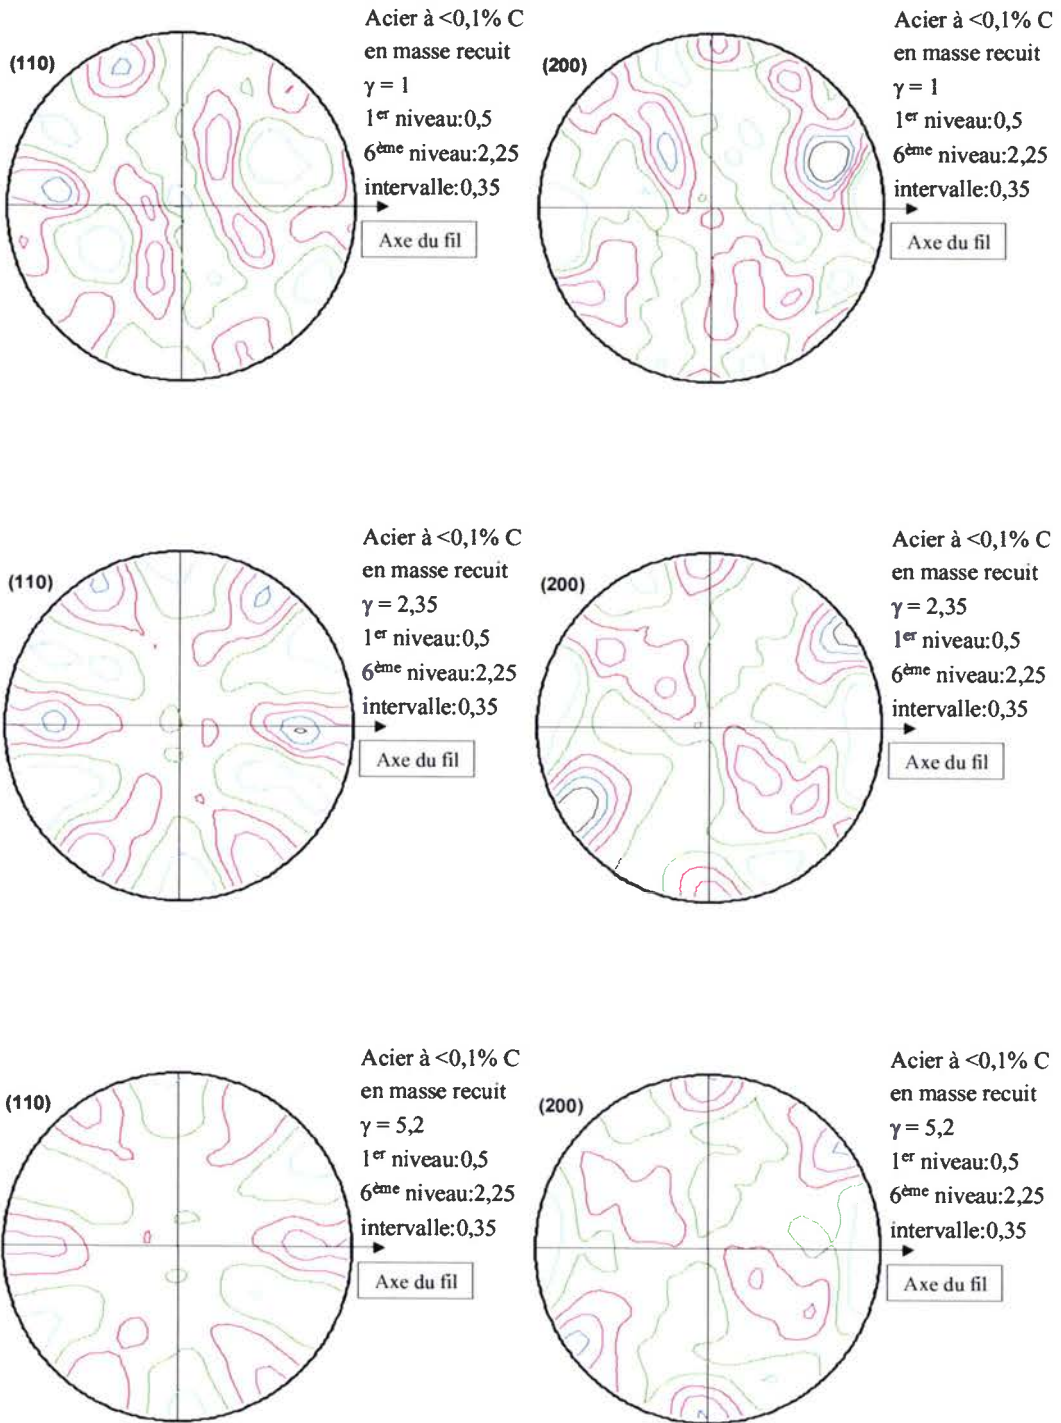 (110)
Acier à <0,1% C
en masse recuit
γ = 1
1er niveau:0,5
6ème niveau:2,25
intervalle:0,35
Axe du fil
(200)
Acier à <0,1% C
en masse recuit
γ = 1
1er niveau:0,5
6ème niveau:2,25
intervalle:0,35
Axe du fil
(110)
Acier à <0,1% C
en masse recuit
γ = 2,35
1er niveau:0,5
6ème niveau:2,25
intervalle:0,35
Axe du fil
(200)
Acier à <0,1% C
en masse recuit
γ = 2,35
1er niveau:0,5
6ème niveau:2,25
intervalle:0,35
Axe du fil
(110)
Acier à <0,1% C
en masse recuit
γ = 5,2
1er niveau:0,5
6ème niveau:2,25
intervalle:0,35
Axe du fil
(200)
Acier à <0,1% C
en masse recuit
γ = 5,2
1er niveau:0,5
6ème niveau:2,25
intervalle:0,35
Axe du fil